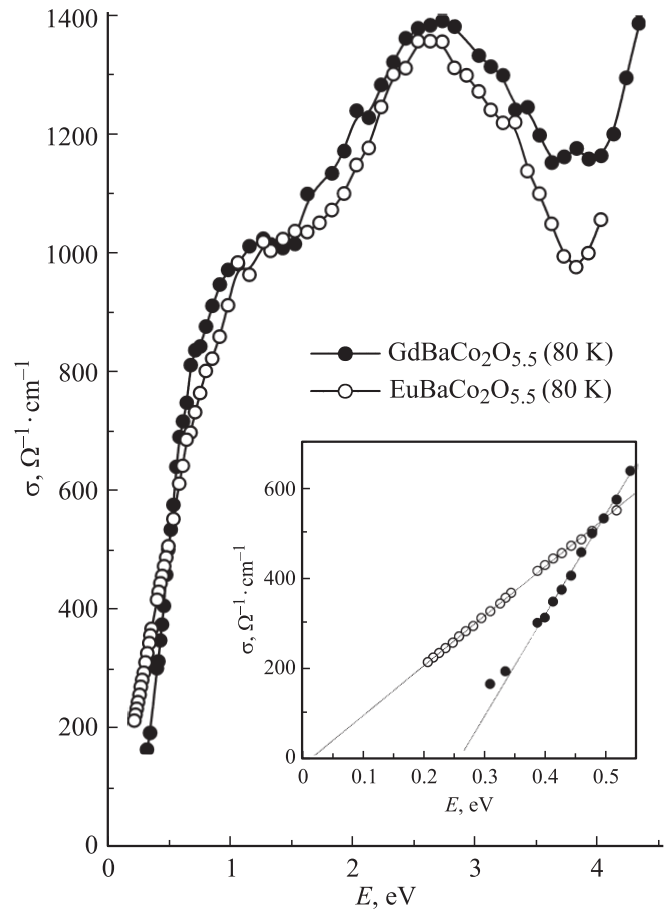 1400
1200
1000
800
600
400
200
0
σ, Ω⁻¹·cm⁻¹
0 1 2 3 4
E, eV
GdBaCo₂O₅.₅ (80 K)
EuBaCo₂O₅.₅ (80 K)
600
400
200
0
σ, Ω⁻¹·cm⁻¹
0 0.1 0.2 0.3 0.4 0.5
E, eV